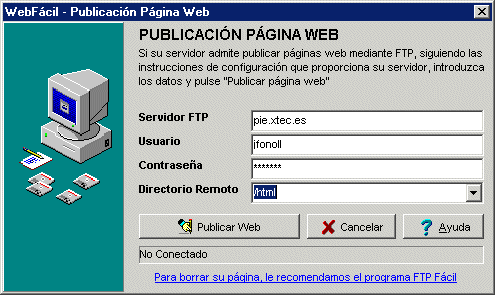 WebFácil - Publicación Página Web
PUBLICACIÓN PÁGINA WEB
Si su servidor admite publicar páginas web mediante FTP, siguiendo las
instrucciones de configuración que proporciona su servidor, introduzca
los datos y pulse "Publicar página web"
Servidor FTP pie.xtec.es
Usuario jfonoll
Contraseña *******
Directorio Remoto /html
Publicar Web Cancelar Ayuda
No Conectado
Para borrar su página, le recomendamos el programa FTP Fácil